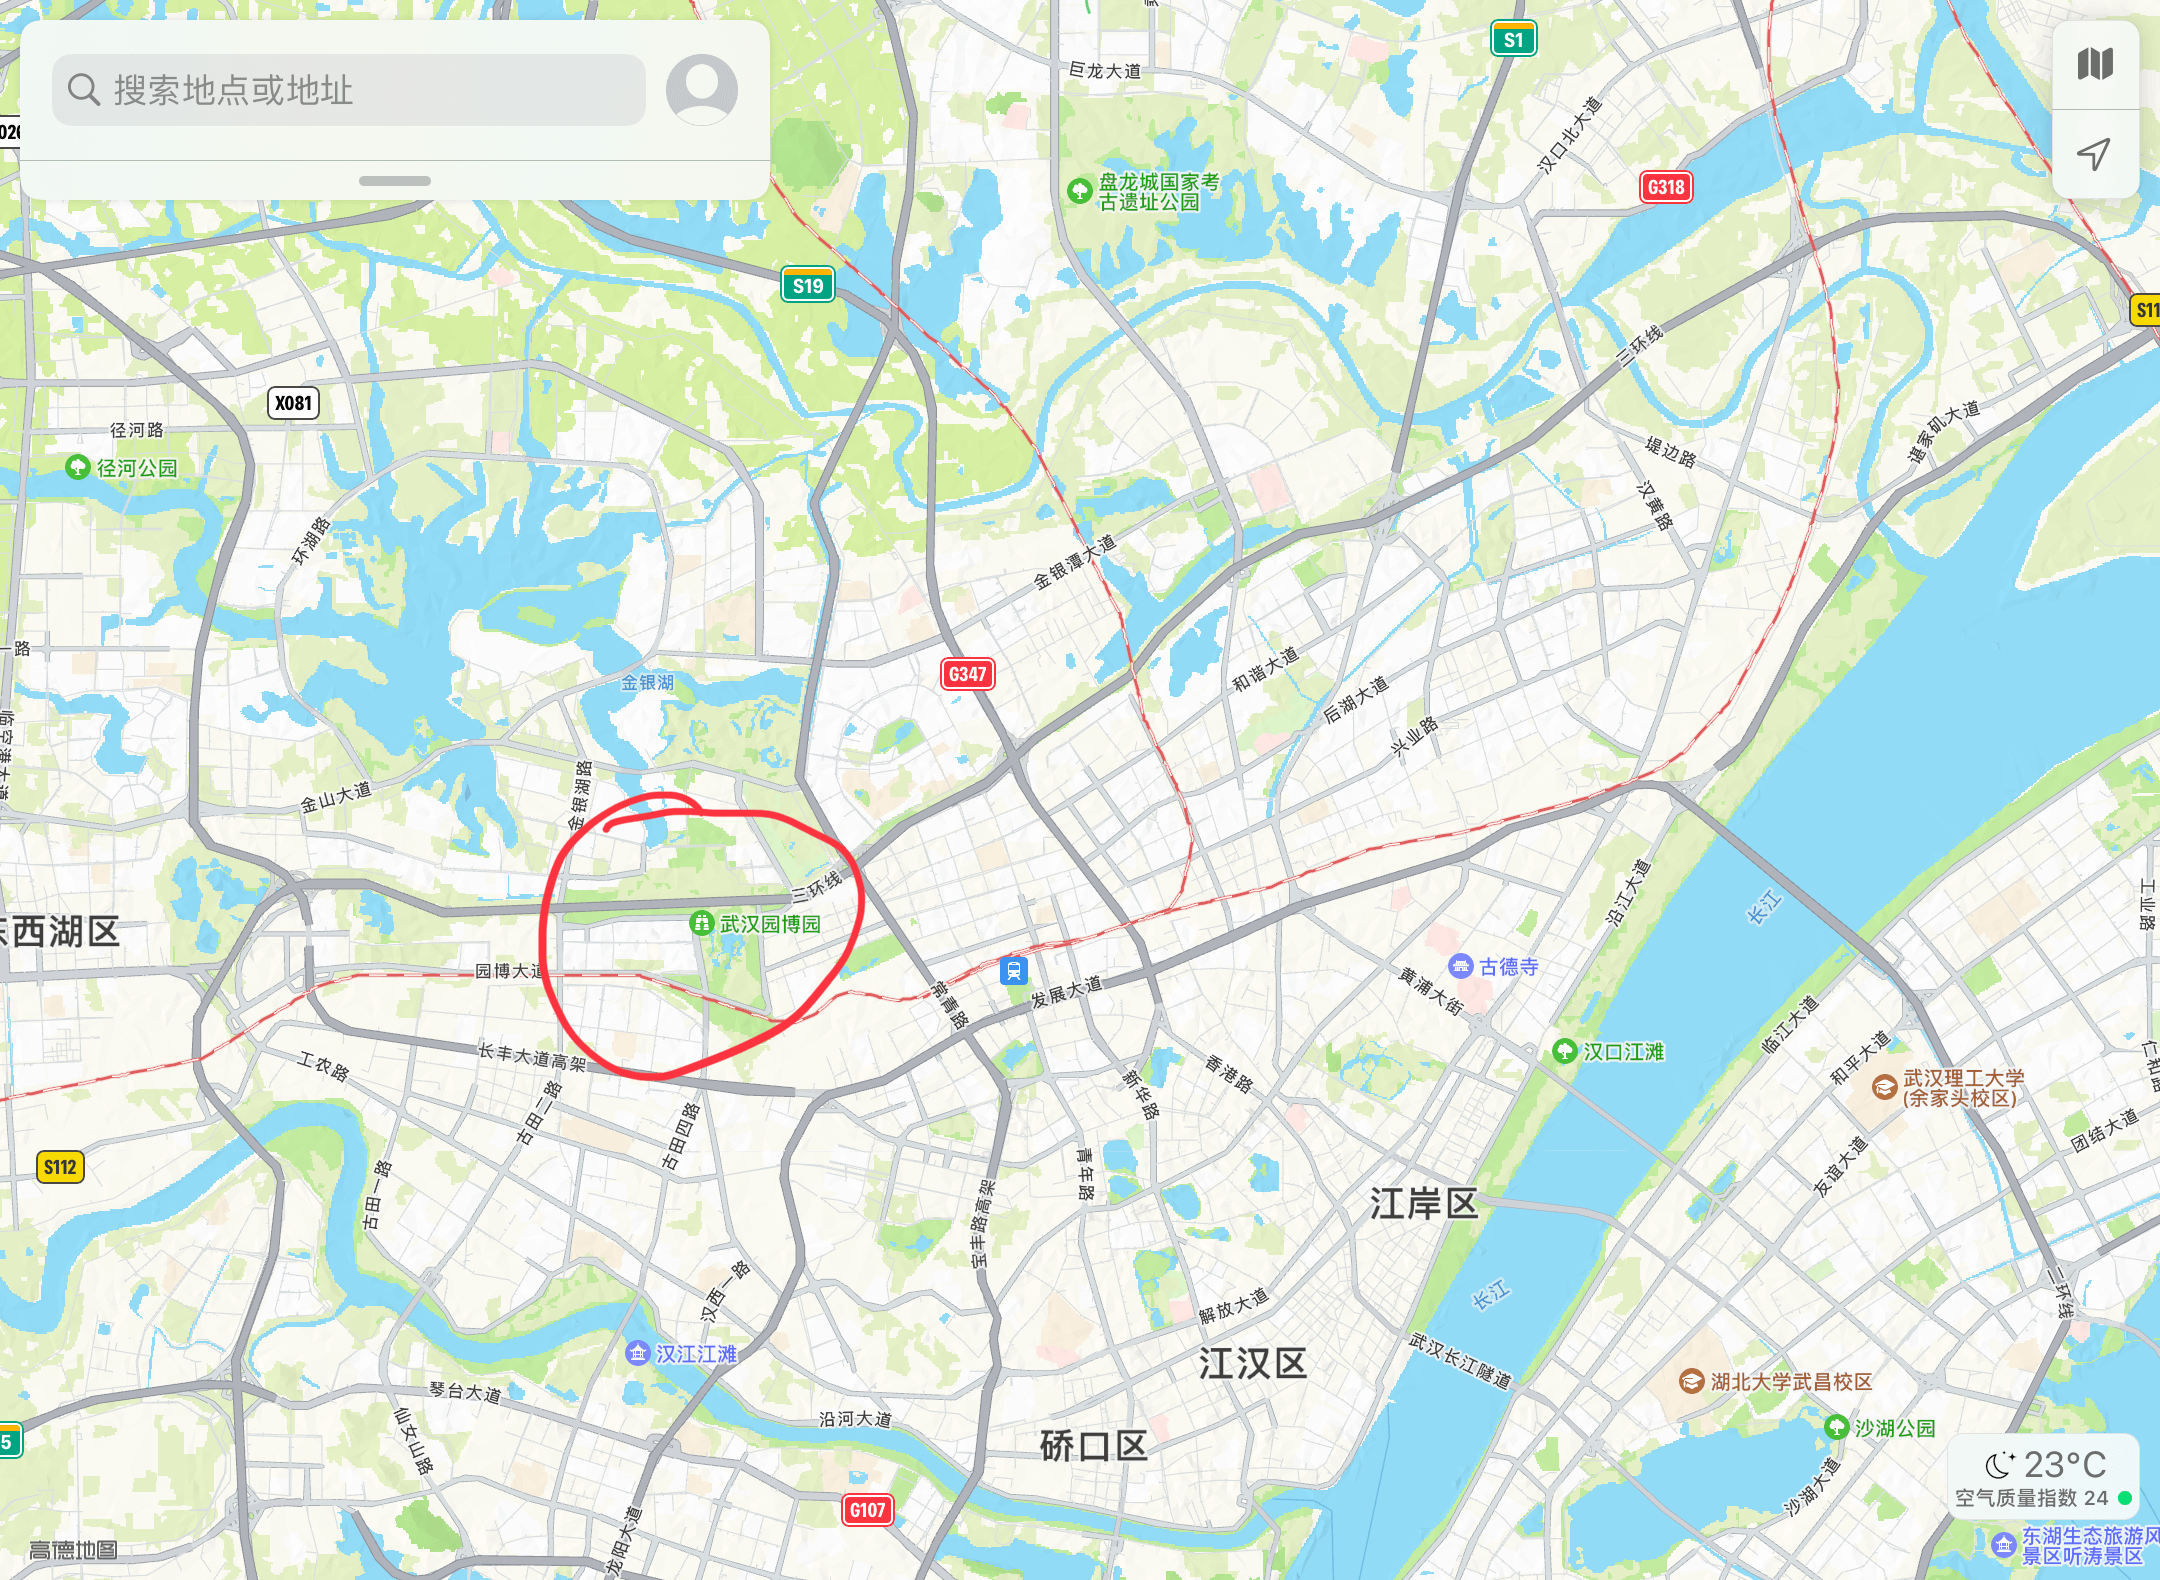 搜索地点或地址
巨龙大道
S1
汉口北大道
G318
盘龙城国家考
古遗址公园
S19
三环线
X081
径河路
径河公园
堤边路
谌家矶大道
汉黄路
环湖路
金银潭大道
一路
G347
金银湖
和谐大道
后湖大道
兴业路
金山大道
金银湖路
三环线
武汉园博园
西湖区
园博大道
沿江大道
长江
工业路
古德寺
黄浦大街
发展大道
常青路
长丰大道高架
工农路
汉口江滩
临江大道
和平大道
武汉理工大学
(余家头校区)
香港路
新华路
古田二路
古田四路
团结大道
S112
古田一路
青年路
友谊大道
江岸区
宝丰路高架
汉西一路
解放大道
长江
二环线
汉江江滩
武汉长江隧道
江汉区
琴台大道
仙女山路
沿河大道
湖北大学武昌校区
沙湖公园
硚口区
5
23°C
空气质量指数 24
沙湖大道
G107
龙阳大道
高德地图
东湖生态旅游风
景区听涛景区